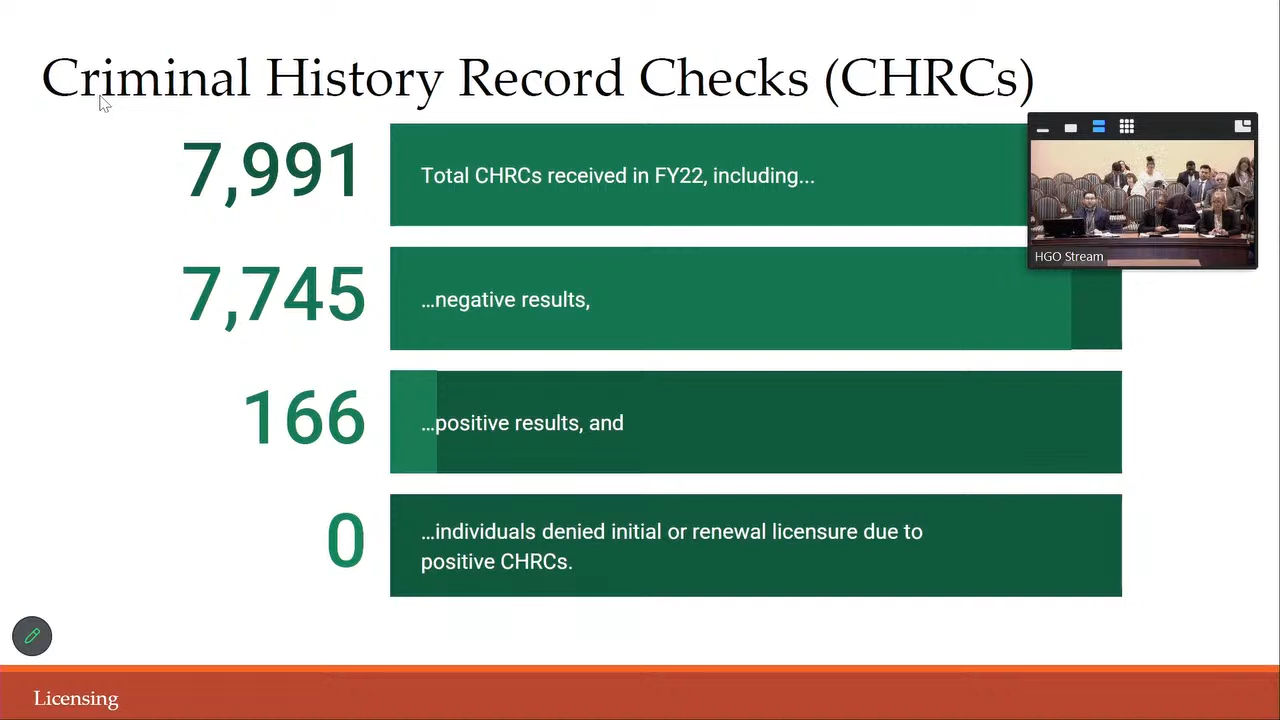 Criminal History Record Checks (CHRCs)
7,991
Total CHRCs received in FY22, including...
HGO Stream
7,745
...negative results,
166
...positive results, and
0
...individuals denied initial or renewal licensure due to
positive CHRCs.
Licensing